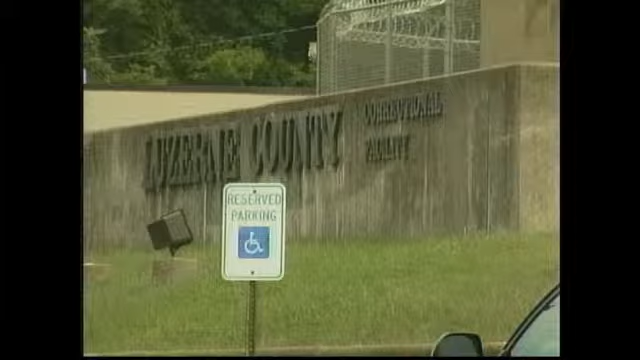 LUZERNE COUNTY
CORRECTIONAL
FACILITY
RESERVED
PARKING